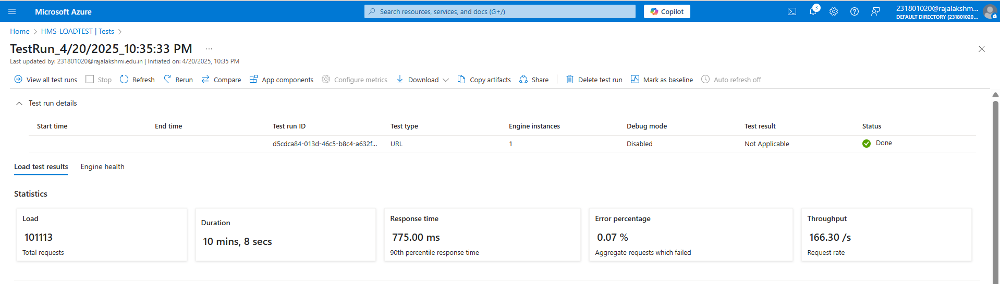 Microsoft Azure
Search resources, services, and docs (G+/)
Copilot
3
231801020@rajalakshm...
DEFAULT DIRECTORY (231801020...
Home > HMS-LOADTEST | Tests >
TestRun_4/20/2025_10:35:33 PM ...
Last updated by: 231801020@rajalakshmi.edu.in | Initiated on: 4/20/2025, 10:35 PM
View all test runs Stop Refresh Rerun Compare App components Configure metrics Download Copy artifacts Share Delete test run Mark as baseline Auto refresh off
Test run details
Start time End time Test run ID Test type Engine instances Debug mode Test result Status
d5cdca84-013d-46c5-b8c4-a632f... URL 1 Disabled Not Applicable Done
Load test results Engine health
Statistics
Load
101113
Total requests
Duration
10 mins, 8 secs
Response time
775.00 ms
90th percentile response time
Error percentage
0.07 %
Aggregate requests which failed
Throughput
166.30 /s
Request rate